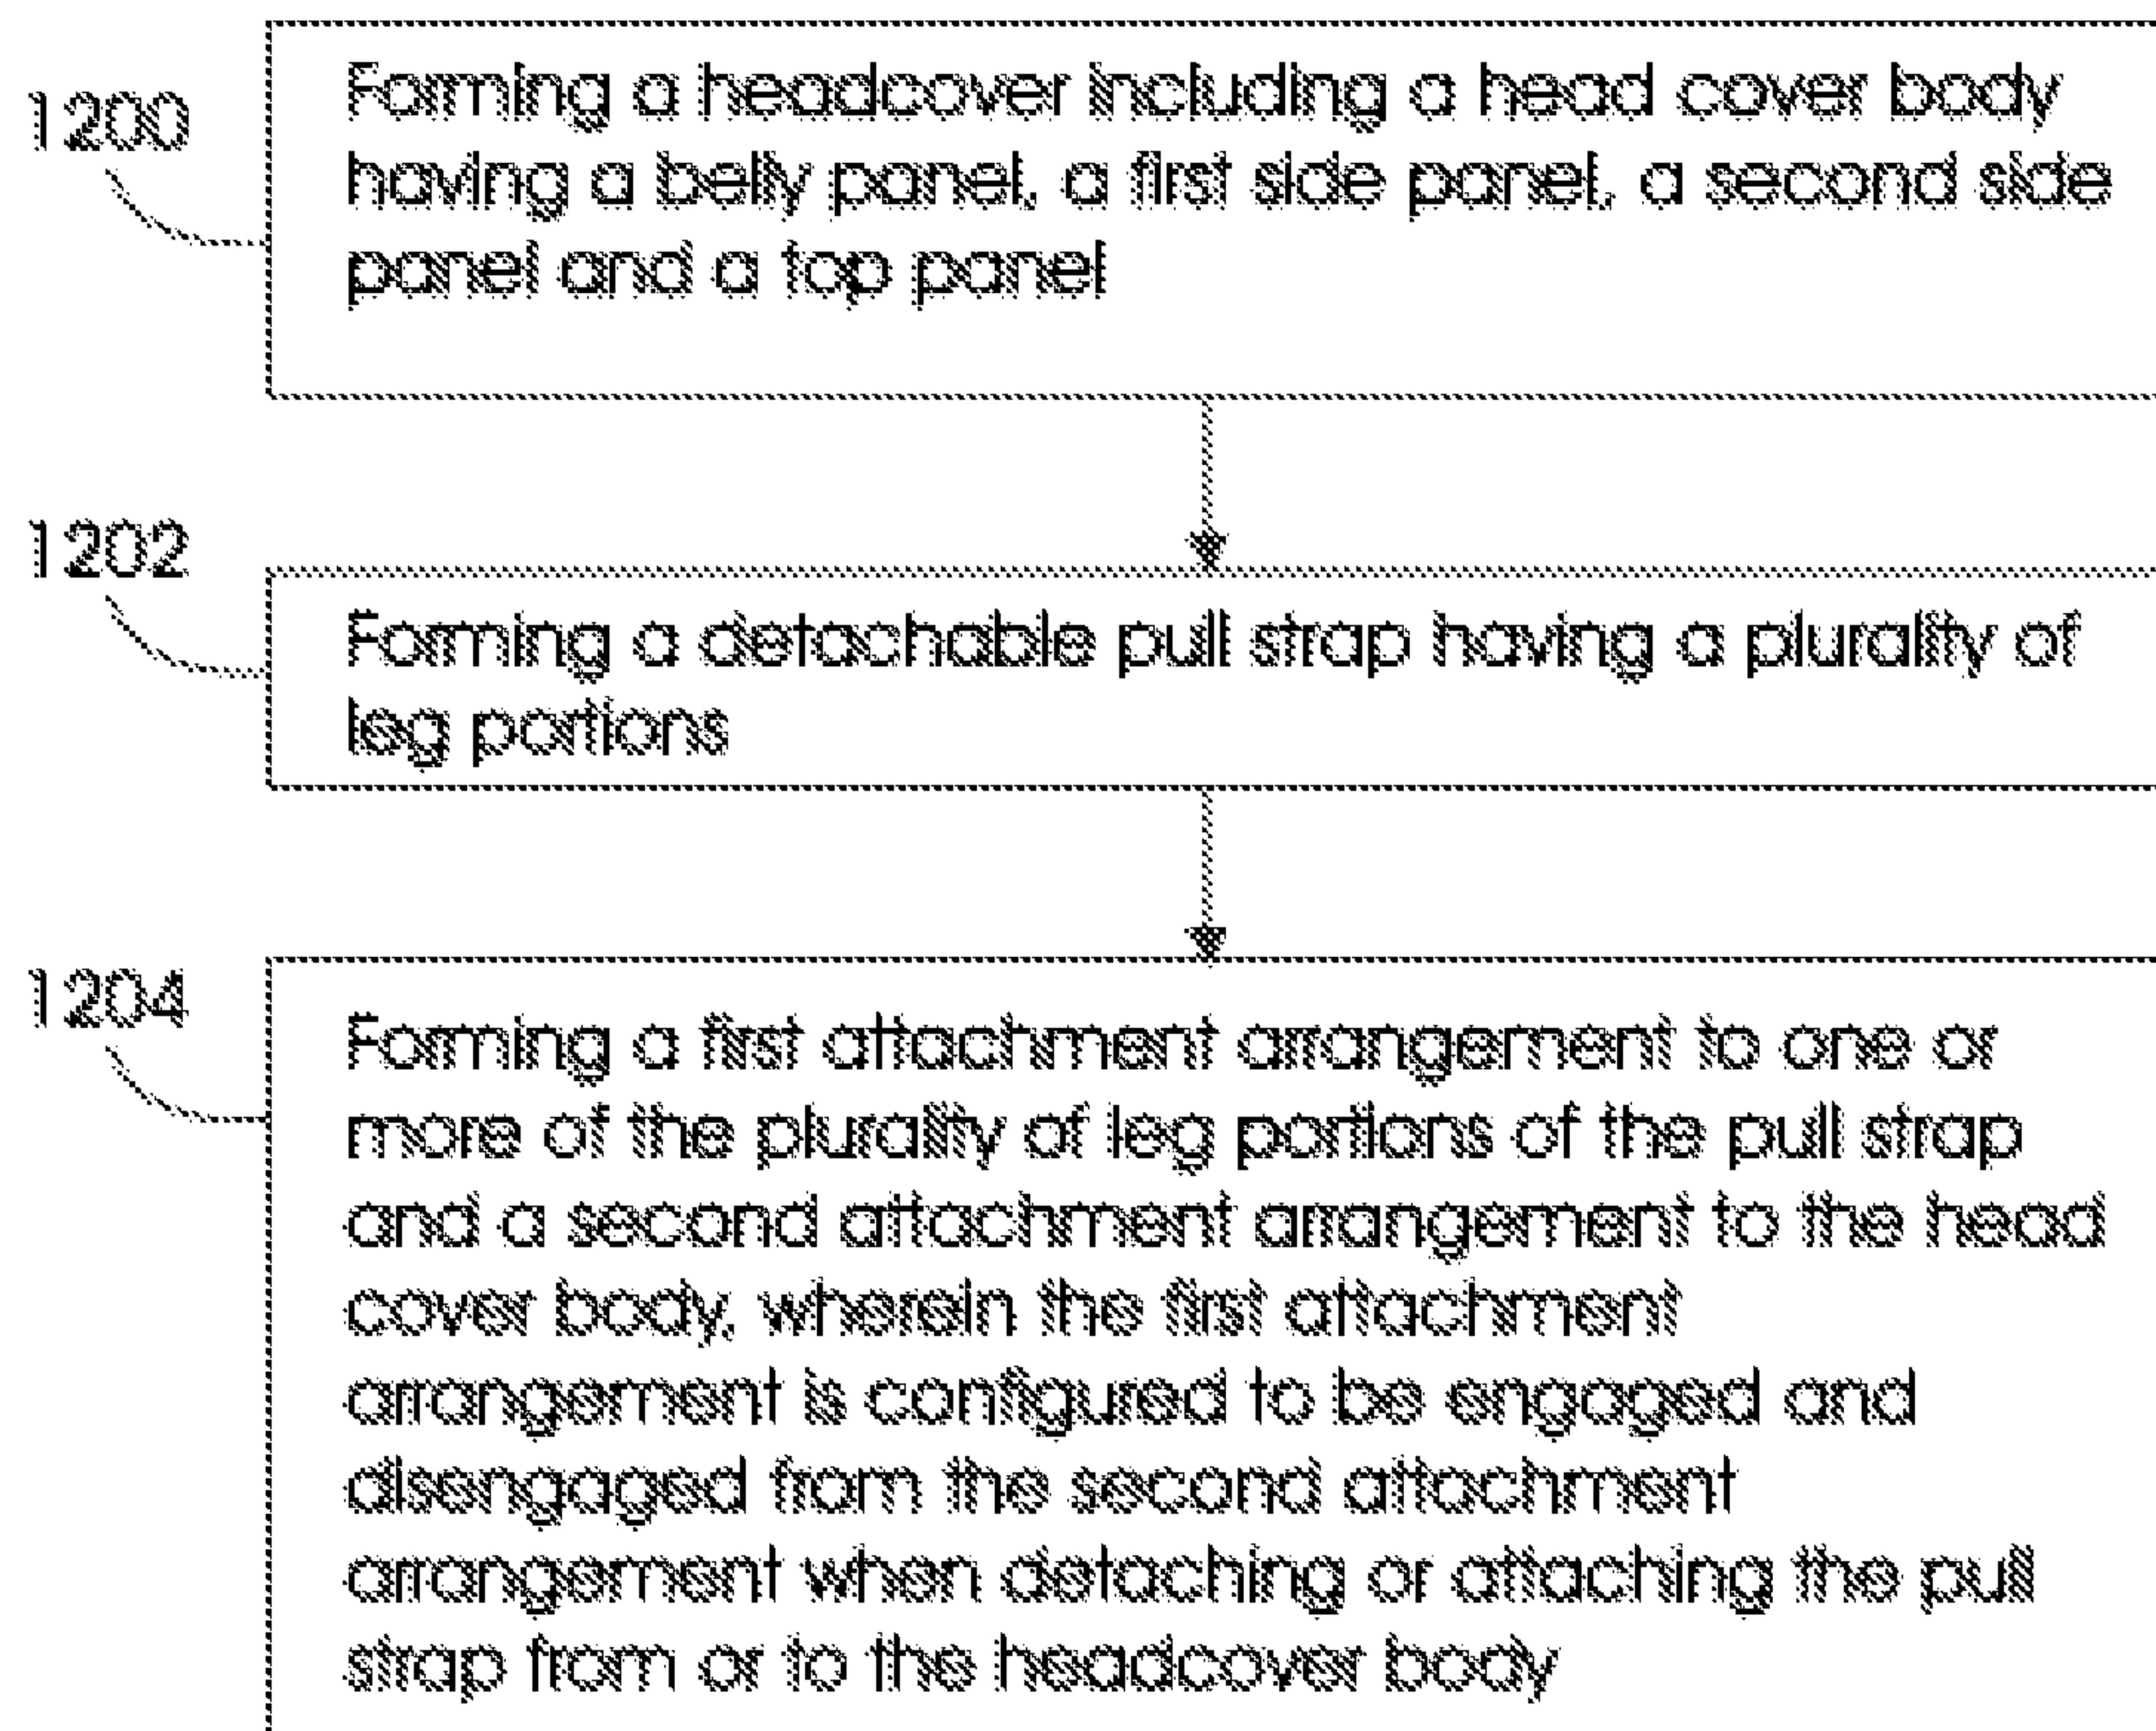 1200
Forming a headcover including a head cover body
having a belly panel, a first side panel, a second side
panel and a top panel
1202
Forming a detachable pull strap having a plurality of
leg portions
1204
Forming a first attachment arrangement to one or
more of the plurality of leg portions of the pull strap
and a second attachment arrangement to the head
cover body, wherein the first attachment
arrangement is configured to be engaged and
disengaged from the second attachment
arrangement when detaching or attaching the pull
strap from or to the headcover body